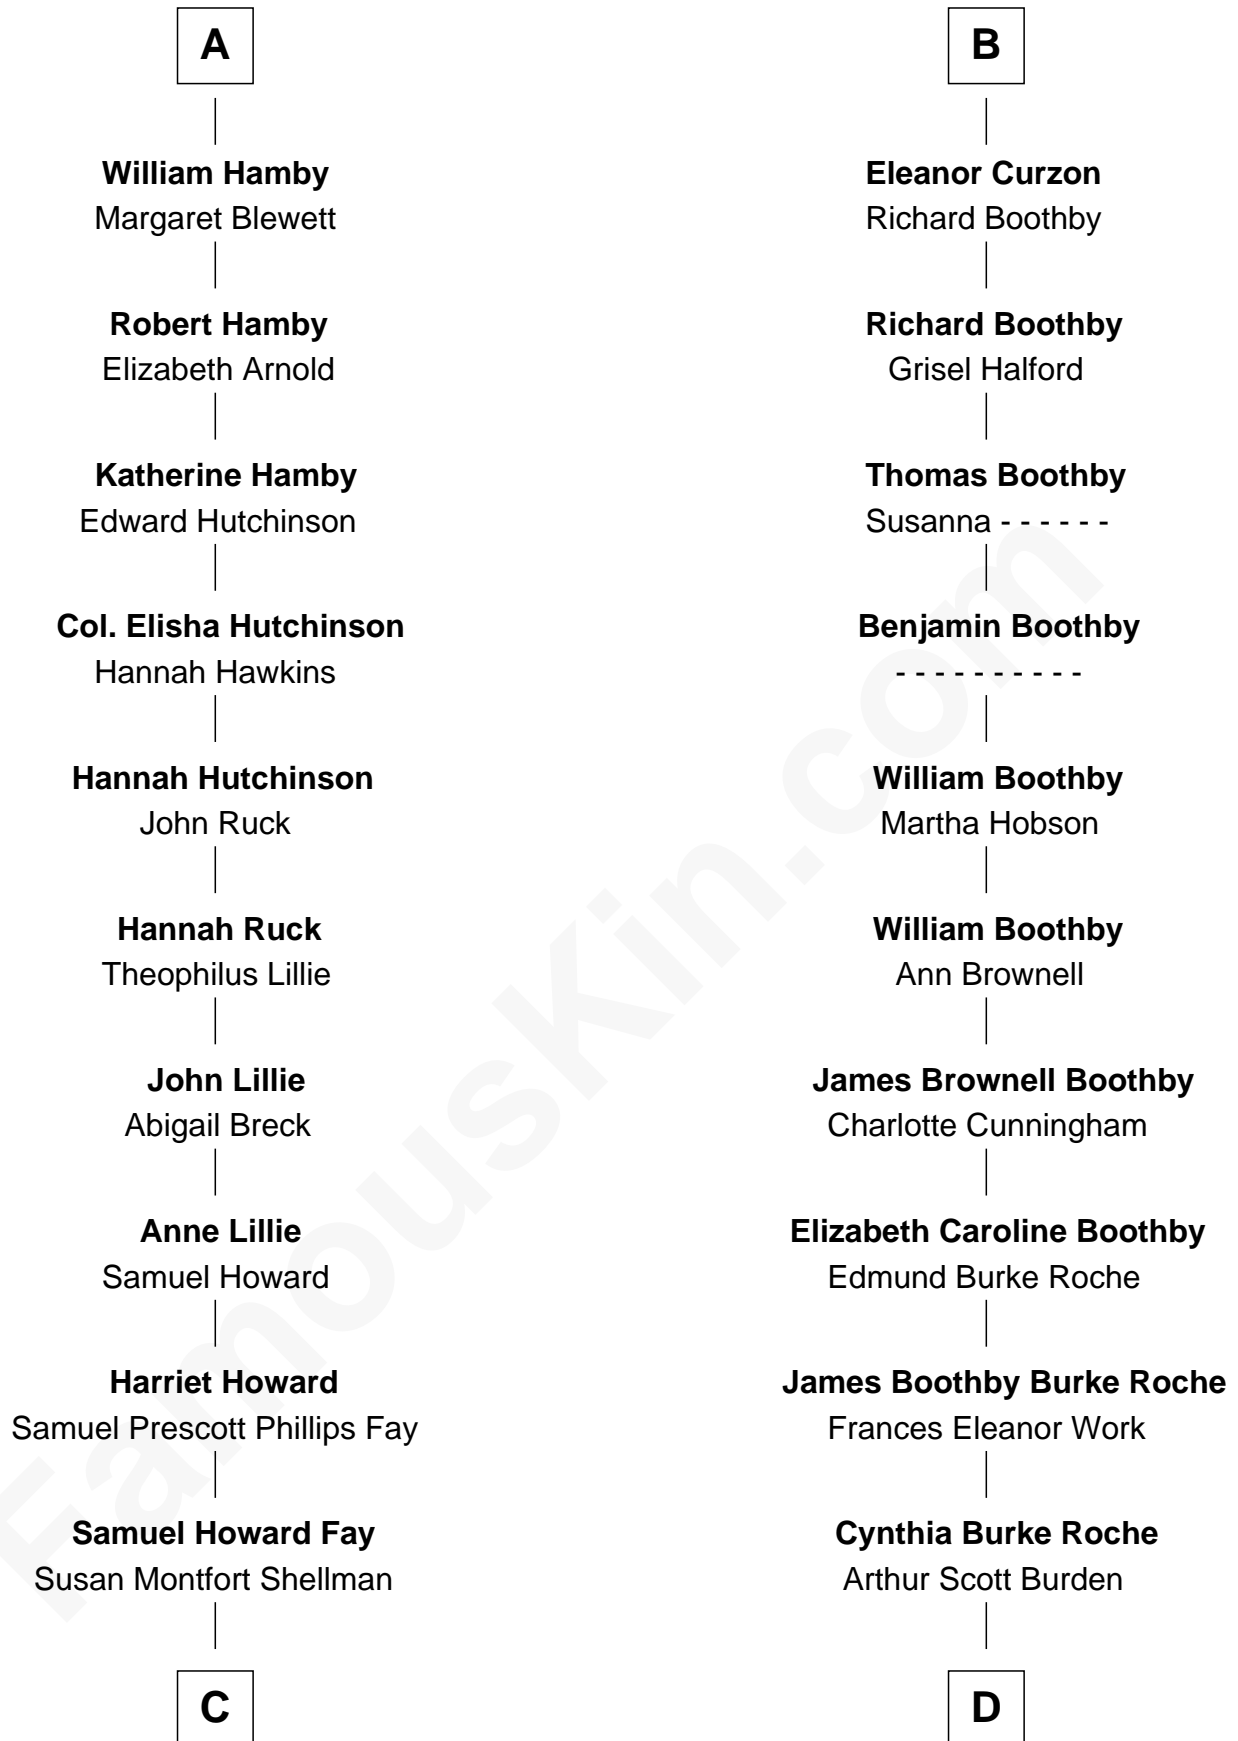 A
William Hamby
Margaret Blewett
Robert Hamby
Elizabeth Arnold
Katherine Hamby
Edward Hutchinson
Col. Elisha Hutchinson
Hannah Hawkins
Hannah Hutchinson
John Ruck
Hannah Ruck
Theophilus Lillie
John Lillie
Abigail Breck
Anne Lillie
Samuel Howard
Harriet Howard
Samuel Prescott Phillips Fay
Samuel Howard Fay
Susan Montfort Shellman
C
B
Eleanor Curzon
Richard Boothby
Richard Boothby
Grisel Halford
Thomas Boothby
Susanna - - - - - -
Benjamin Boothby
- - - - - - - - - -
William Boothby
Martha Hobson
William Boothby
Ann Brownell
James Brownell Boothby
Charlotte Cunningham
Elizabeth Caroline Boothby
Edmund Burke Roche
James Boothby Burke Roche
Frances Eleanor Work
Cynthia Burke Roche
Arthur Scott Burden
D
FamousKin.com